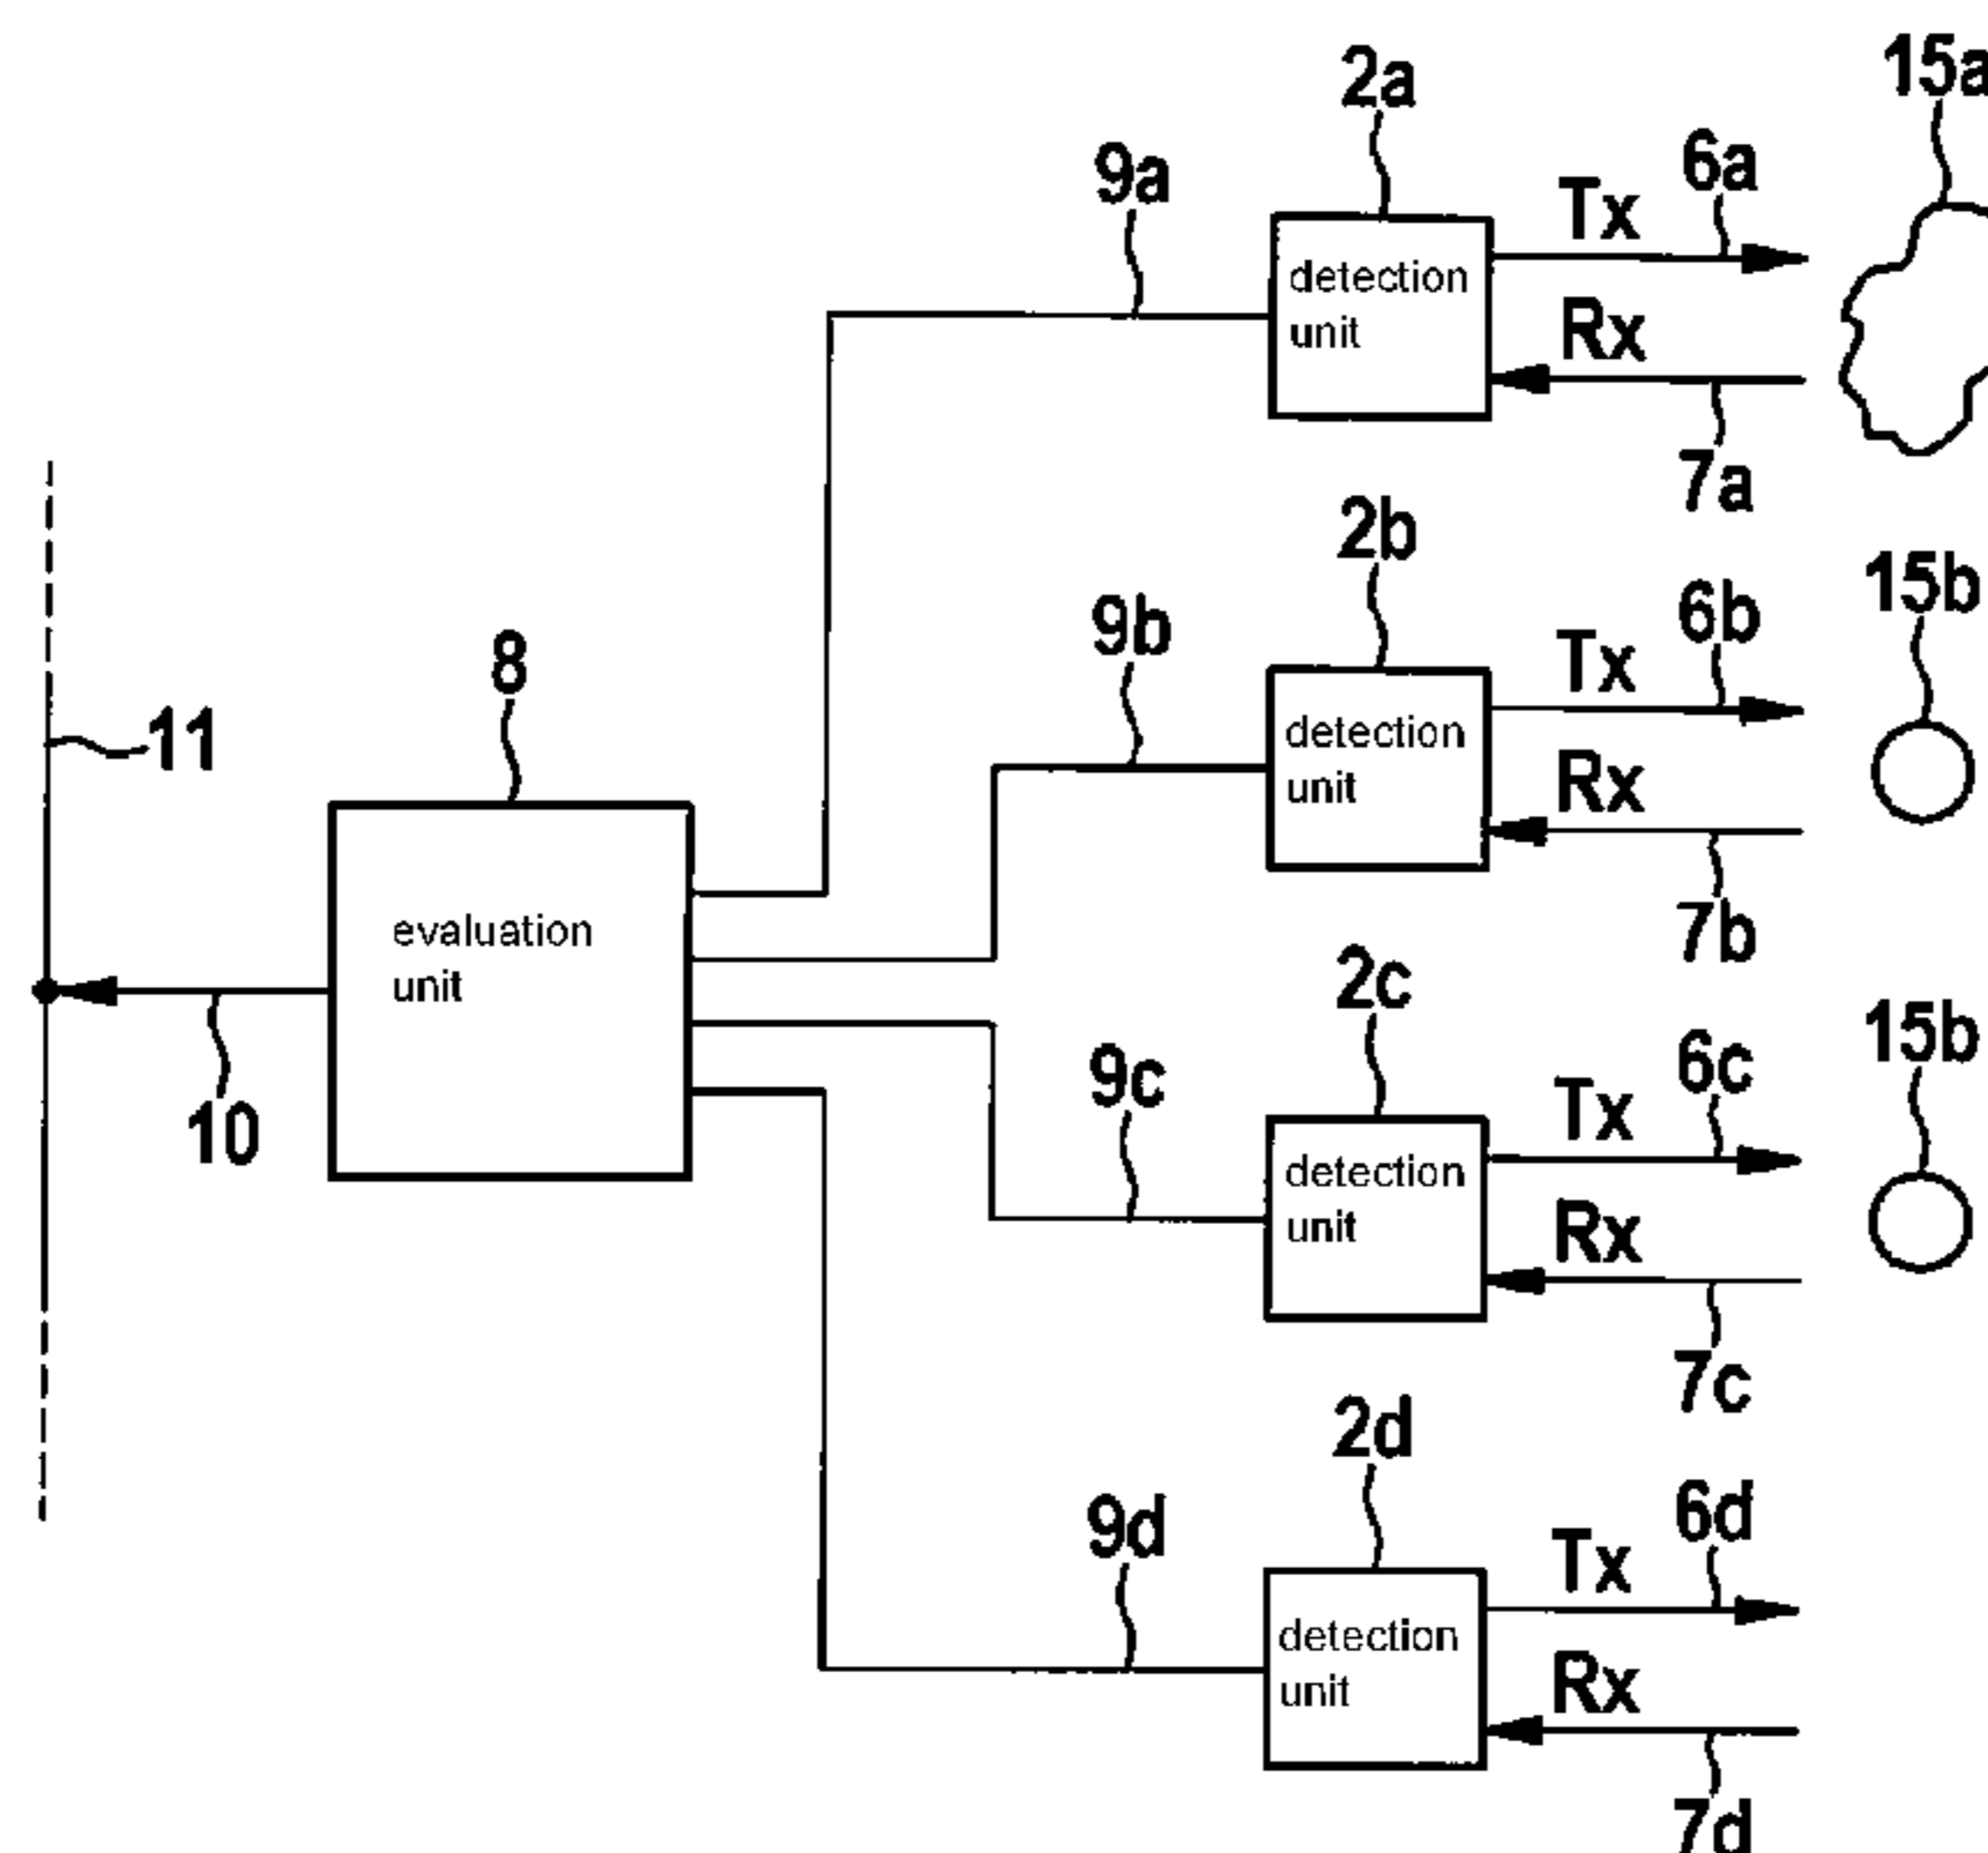 2a
15a
9a
Tx
6a
detection
unit
Rx
7a
2b
15b
9b
Tx
6b
8
detection
unit
11
Rx
7b
evaluation
unit
2c
15b
9c
Tx
6c
10
detection
unit
Rx
7c
2d
9d
Tx
6d
detection
unit
Rx
7d